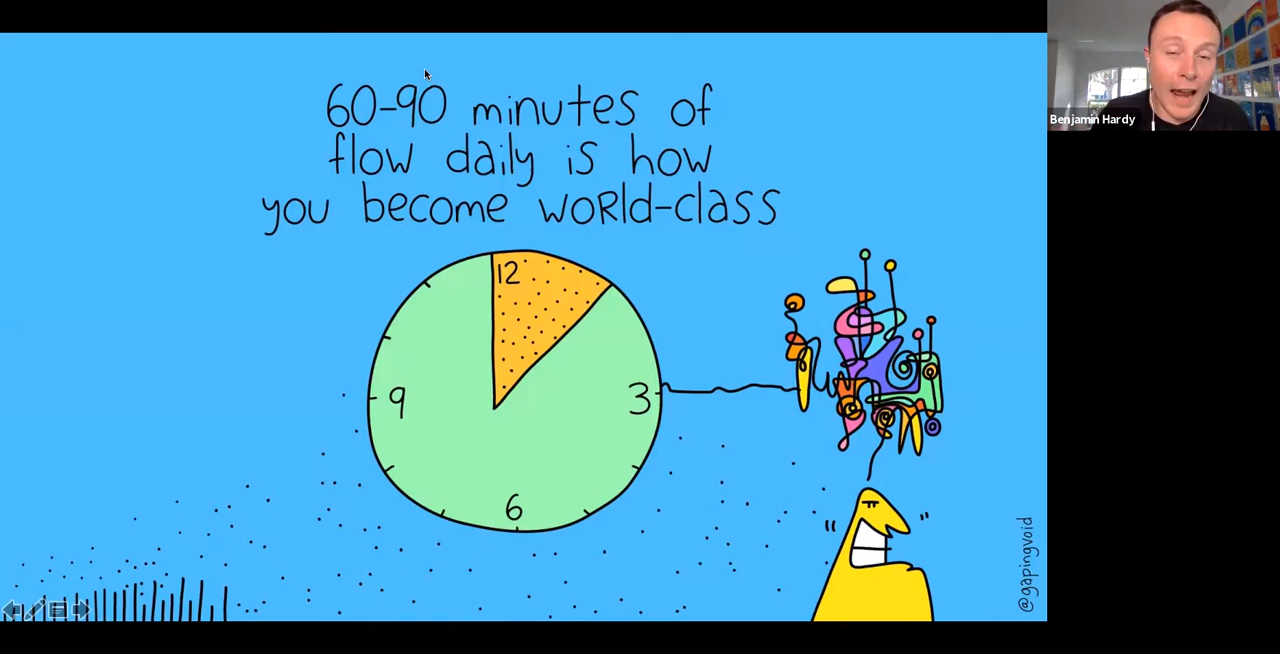 60-90 minutes of
flow daily is how
you become world-class
12
9
3
6
@gapingvoid
Benjamin Hardy